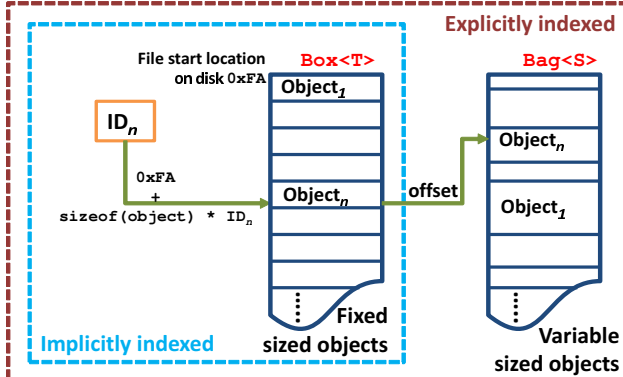 Explicitly indexed
File start location
on disk 0xFA
Box<T>
Bag<S>
Object1
IDn
Objectn
0xFA
+
sizeof(object) * IDn
Objectn
offset
Object1
Fixed
sized objects
Implicitly indexed
Variable
sized objects